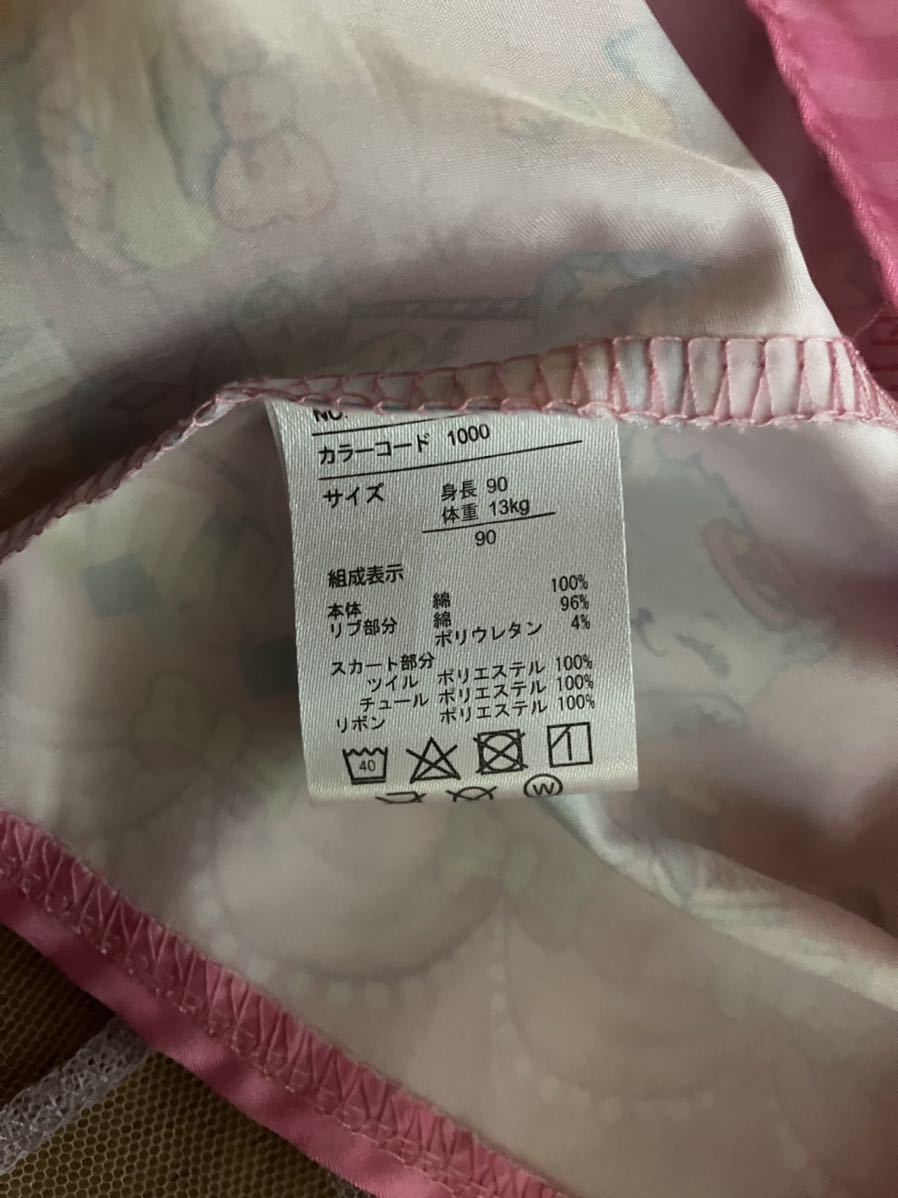 NO.
カラーコード 1000
サイズ 身長 90
体重 13kg
90
組成表示
本体 綿 100%
リブ部分 綿 96%
ポリウレタン 4%
スカート部分
ツイル ポリエステル 100%
チュール ポリエステル 100%
リボン ポリエステル 100%
40
W